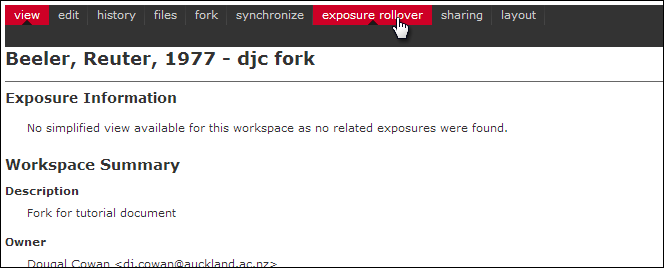 view edit history files fork synchronize exposure rollover sharing layout
Beeler, Reuter, 1977 - djc fork
Exposure Information
No simplified view available for this workspace as no related exposures were found.
Workspace Summary
Description
Fork for tutorial document
Owner
Dougal Cowan <dj.cowan@auckland.ac.nz>